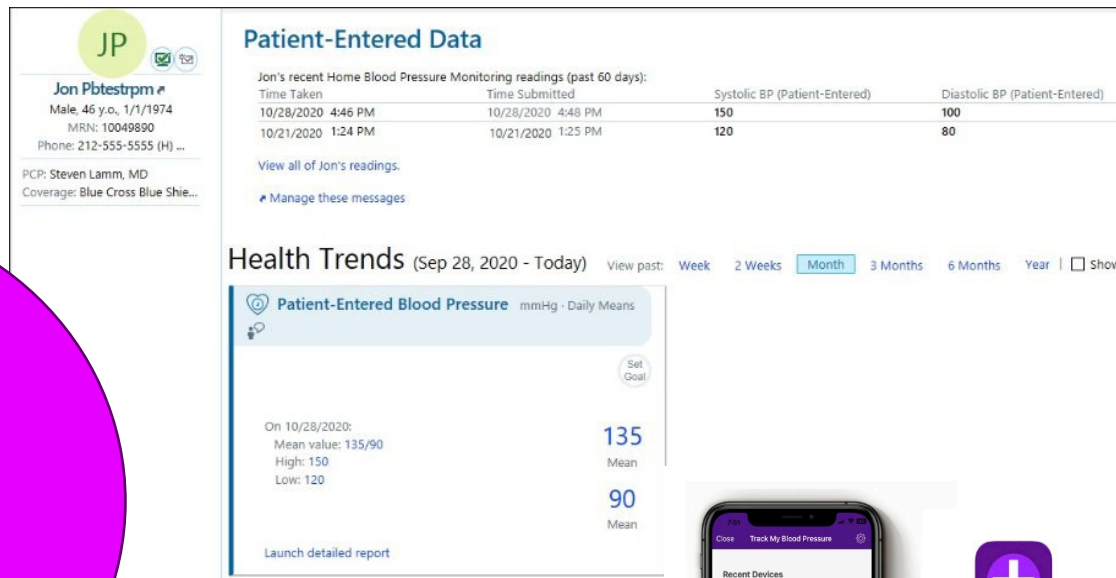 JP
Jon Pbtestrpm
Male, 46 y.o., 1/1/1974
MRN: 10049890
Phone: 212-555-5555 (H) ...
PCP: Steven Lamm, MD
Coverage: Blue Cross Blue Shie...
Patient-Entered Data
Jon's recent Home Blood Pressure Monitoring readings (past 60 days):
Time Taken Time Submitted Systolic BP (Patient-Entered) Diastolic BP (Patient-Entered)
10/28/2020 4:46 PM 10/28/2020 4:48 PM 150 100
10/21/2020 1:24 PM 10/21/2020 1:25 PM 120 80
View all of Jon's readings.
Manage these messages
Health Trends (Sep 28, 2020 - Today) View past: Week 2 Weeks Month 3 Months 6 Months Year | Show
Patient-Entered Blood Pressure mmHg · Daily Means
Set
Goal
On 10/28/2020:
Mean value: 135/90
High: 150
Low: 120
135
Mean
90
Mean
Launch detailed report
7:51
Close Track My Blood Pressure
Recent Devices